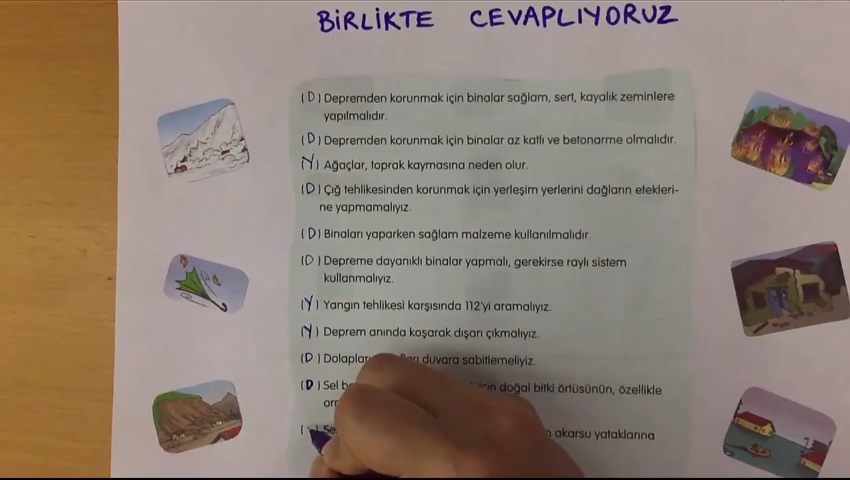 BİRLİKTE CEVAPLIYORUZ
(D) Depremden korunmak için binalar sağlam, sert, kayalık zeminlere
yapılmalıdır.
(D) Depremden korunmak için binalar az katlı ve betonarme olmalıdır.
(Y) Ağaçlar, toprak kaymasına neden olur.
(D) Çığ tehlikesinden korunmak için yerleşim yerlerini dağların etekleri-
ne yapmamalıyız.
(D) Binaları yaparken sağlam malzeme kullanılmalıdır.
(D) Depreme dayanıklı binalar yapmalı, gerekirse raylı sistem
kullanmalıyız.
(Y) Yangın tehlikesi karşısında 112'yi aramalıyız.
(Y) Deprem anında koşarak dışarı çıkmalıyız.
(D) duvara sabitlemeliyiz.
(D) Sel için doğal bitki örtüsünün, özellikle
akarsu yataklarına